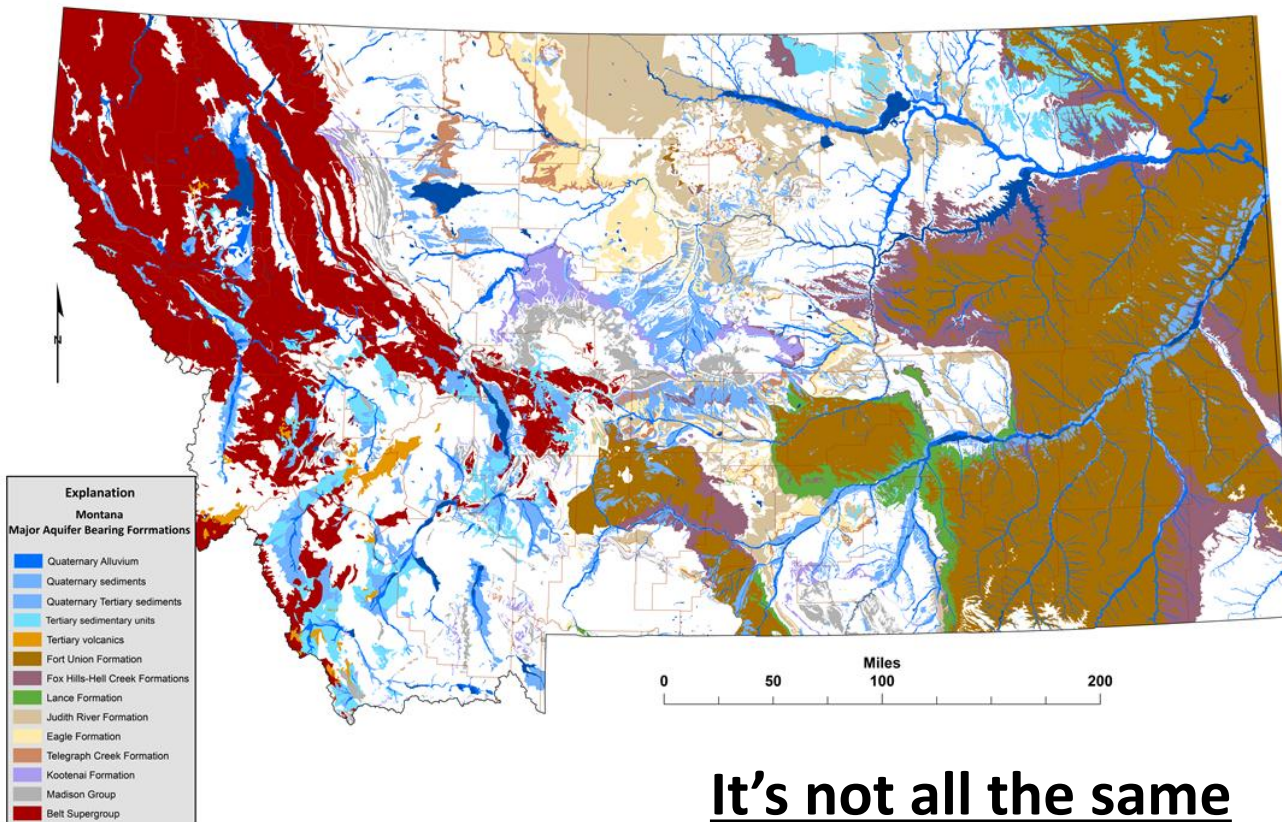 N
Explanation
Montana
Major Aquifer Bearing Forrmations
Quaternary Alluvium
Quaternary sediments
Quaternary Tertiary sediments
Tertiary sedimentary units
Tertiary volcanics
Fort Union Formation
Fox Hills-Hell Creek Formations
Lance Formation
Judith River Formation
Eagle Formation
Telegraph Creek Formation
Kootenai Formation
Madison Group
Belt Supergroup
Miles
0 50 100 200
It’s not all the same